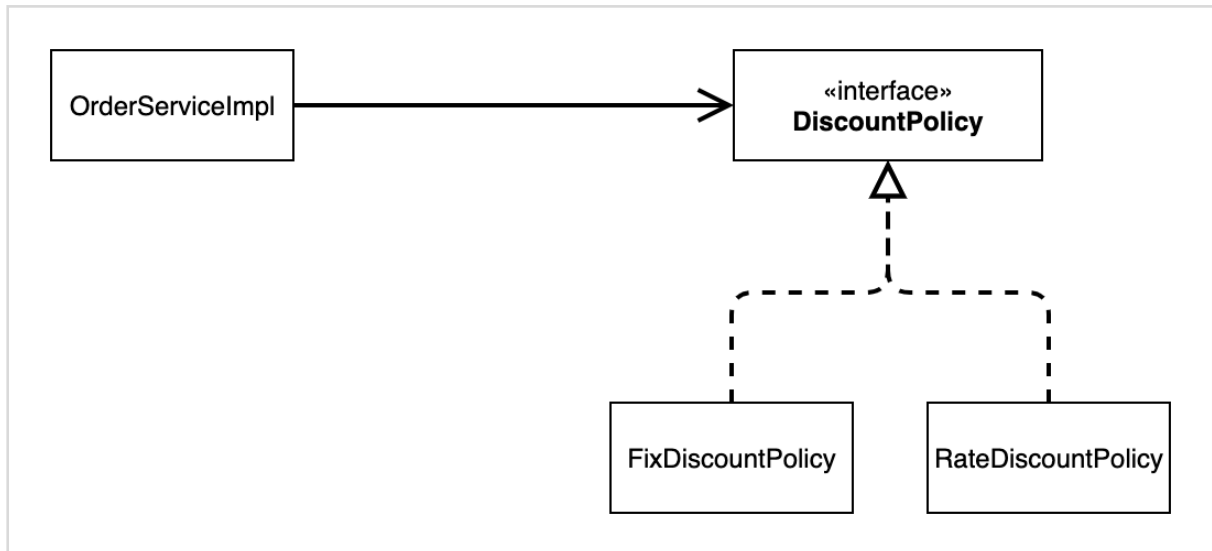 OrderServiceImpl
«interface»
DiscountPolicy
FixDiscountPolicy
RateDiscountPolicy